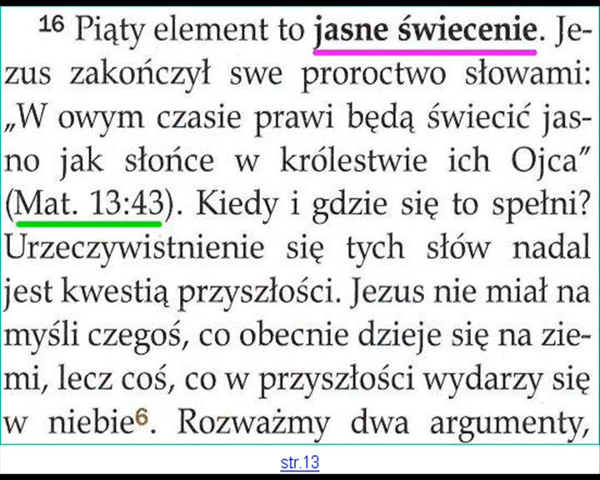 16 Piąty element to jasne świecenie. Je-
zus zakończył swe proroctwo słowami:
„W owym czasie prawi będą świecić jas-
no jak słońce w królestwie ich Ojca”
(Mat. 13:43). Kiedy i gdzie się to spełni?
Urzeczywistnienie się tych słów nadal
jest kwestią przyszłości. Jezus nie miał na
myśli czegoś, co obecnie dzieje się na zie-
mi, lecz coś, co w przyszłości wydarzy się
w niebie6. Rozważmy dwa argumenty,
str.13